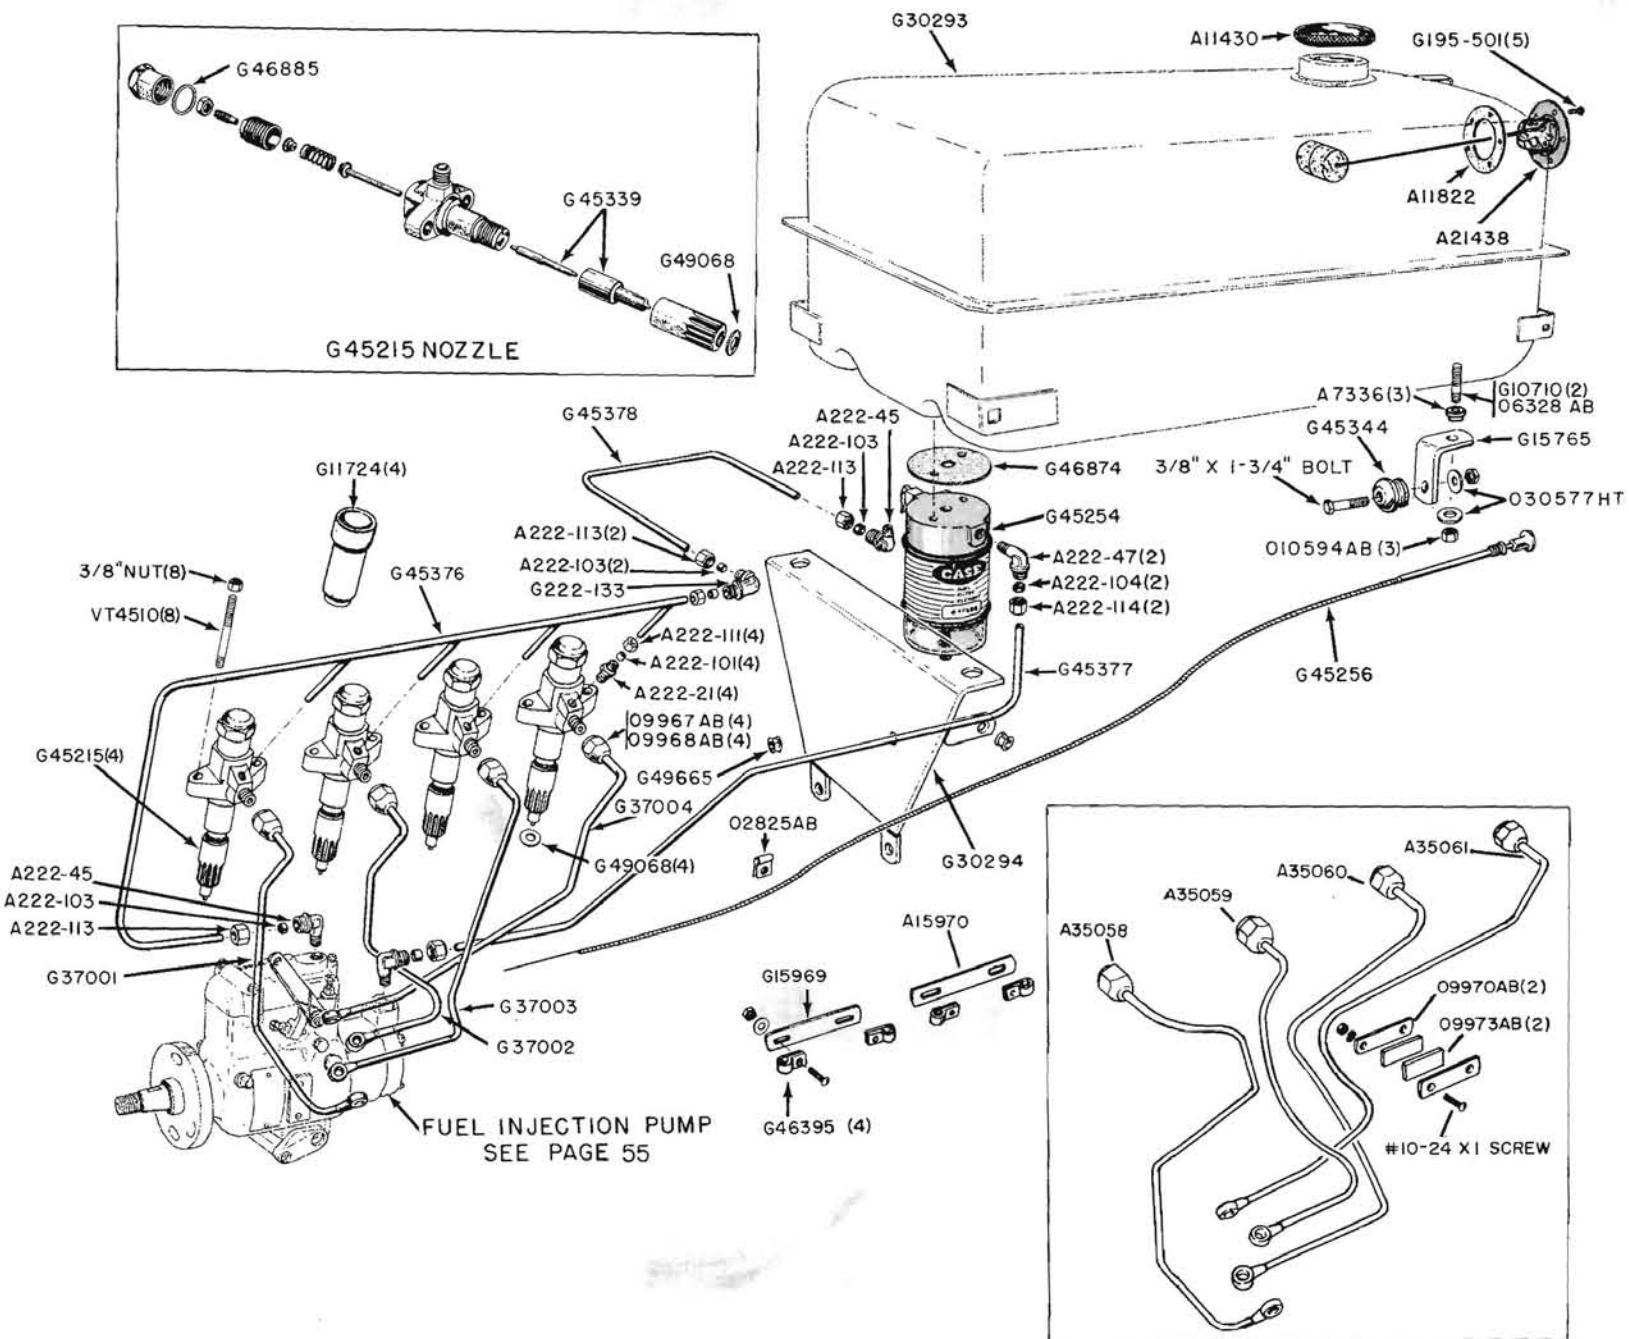 G46885
G45339
G49068
G45215 NOZZLE
G30293
A11430
G195-501(5)
A11822
A21438
A7336(3)
G10710(2)
06328 AB
G45344
G15765
3/8" X 1-3/4" BOLT
030577HT
010594AB(3)
G45378
A222-45
A222-103
A222-113
G46874
G45254
CASE
A222-47(2)
A222-104(2)
A222-114(2)
G45377
G45256
G11724(4)
A222-113(2)
A222-103(2)
G222-133
3/8"NUT(8)
G45376
VT4510(8)
A222-111(4)
A222-101(4)
A222-21(4)
09967AB(4)
09968AB(4)
G45215(4)
G49665
G37004
02825AB
G49068(4)
G30294
A222-45
A222-103
A222-113
G37001
G37003
G37002
A15970
G15969
G46395 (4)
FUEL INJECTION PUMP
SEE PAGE 55
A35061
A35060
A35059
A35058
09970AB(2)
09973AB(2)
#10-24 X 1 SCREW